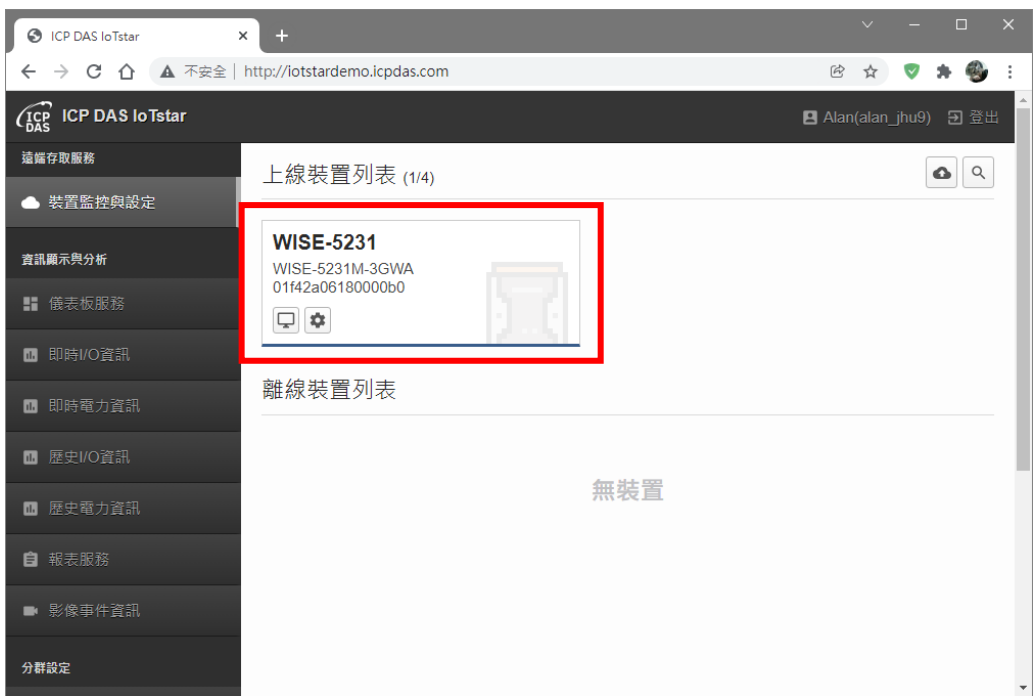 ICP DAS IoTstar
不安全 | http://iotstardemo.icpdas.com
ICP DAS
ICP DAS IoTstar
Alan(alan_jhu9)
登出
遠端存取服務
裝置監控與設定
資訊顯示與分析
儀表板服務
即時I/O資訊
即時電力資訊
歷史I/O資訊
歷史電力資訊
報表服務
影像事件資訊
分群設定
上線裝置列表 (1/4)
WISE-5231
WISE-5231M-3GWA
01f42a06180000b0
離線裝置列表
無裝置